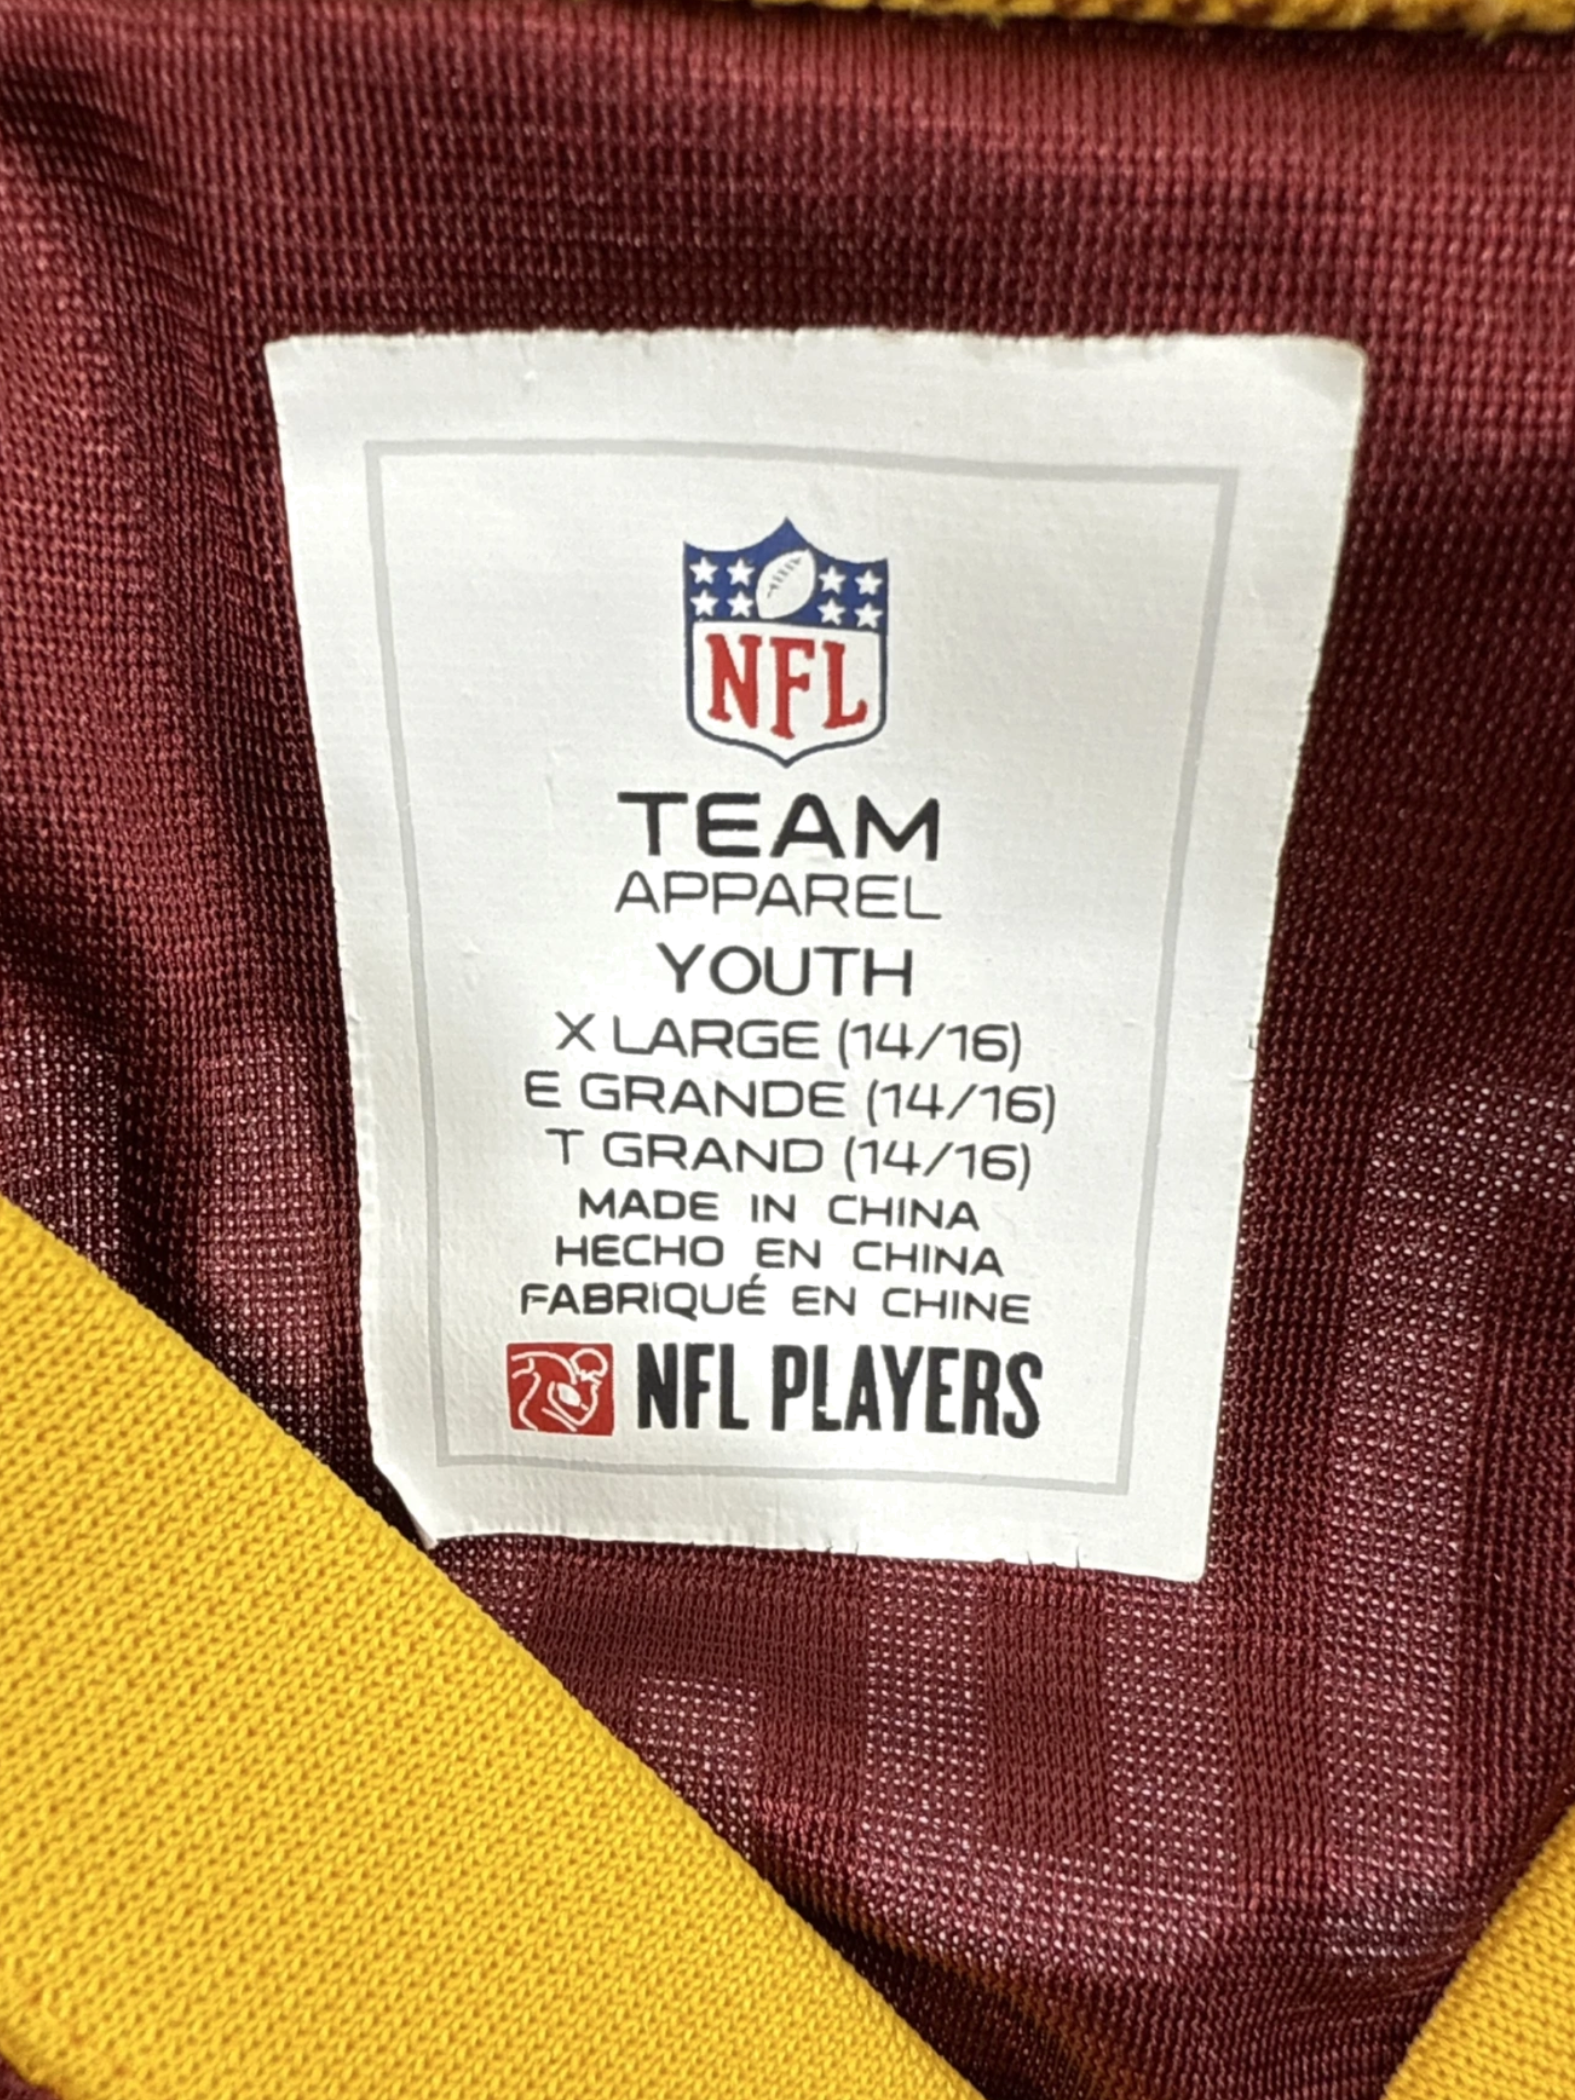 NFL
TEAM
APPAREL
YOUTH
X LARGE (14/16)
E GRANDE (14/16)
T GRAND (14/16)
MADE IN CHINA
HECHO EN CHINA
FABRIQUÉ EN CHINE
NFL PLAYERS